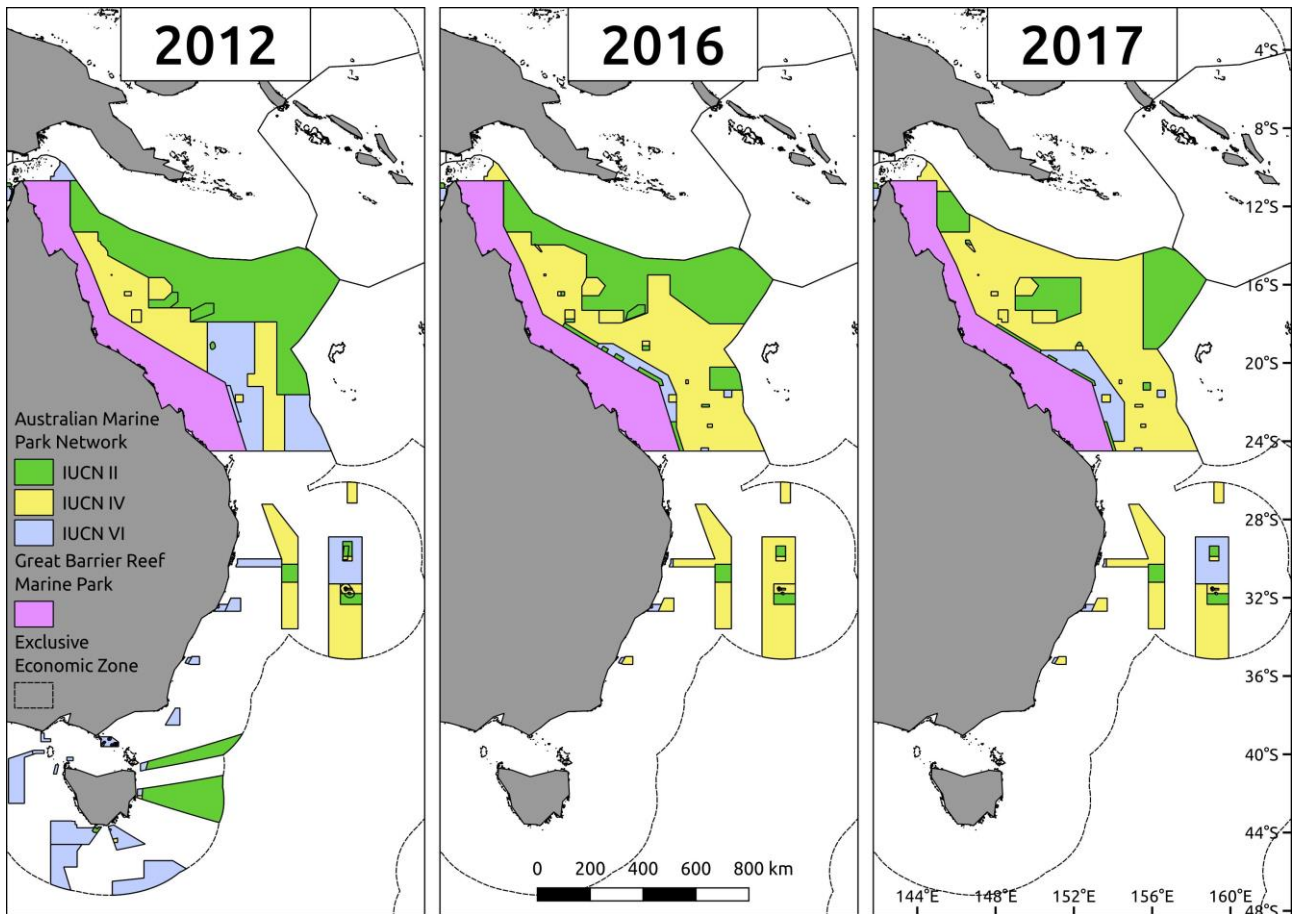 2012
2016
2017
Australian Marine
Park Network
IUCN II
IUCN IV
IUCN VI
Great Barrier Reef
Marine Park
Exclusive
Economic Zone
0 200 400 600 800 km
4°S
8°S
12°S
16°S
20°S
24°S
28°S
32°S
36°S
40°S
44°S
48°S
144°E 148°E 152°E 156°E 160°E